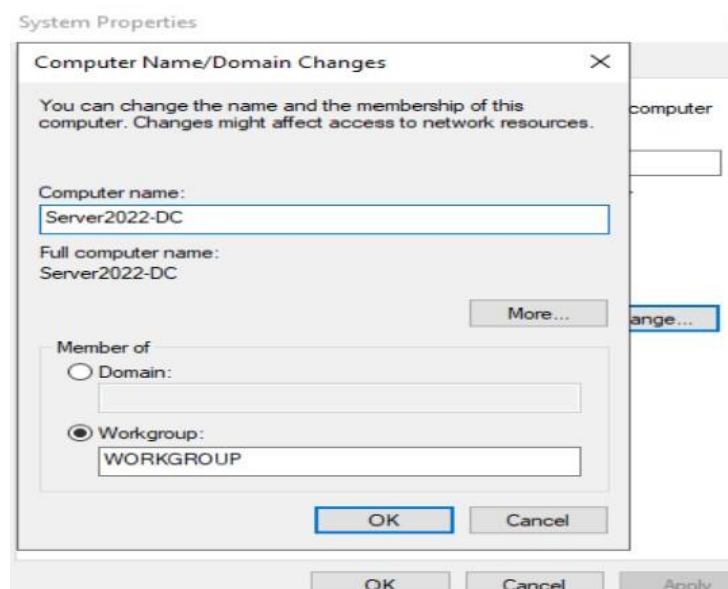 System Properties
Computer Name/Domain Changes
You can change the name and the membership of this
computer. Changes might affect access to network resources.
computer
Computer name:
Server2022-DC
Full computer name:
Server2022-DC
More...
ange...
Member of
Domain:
Workgroup:
WORKGROUP
OK Cancel
OK Cancel Apply